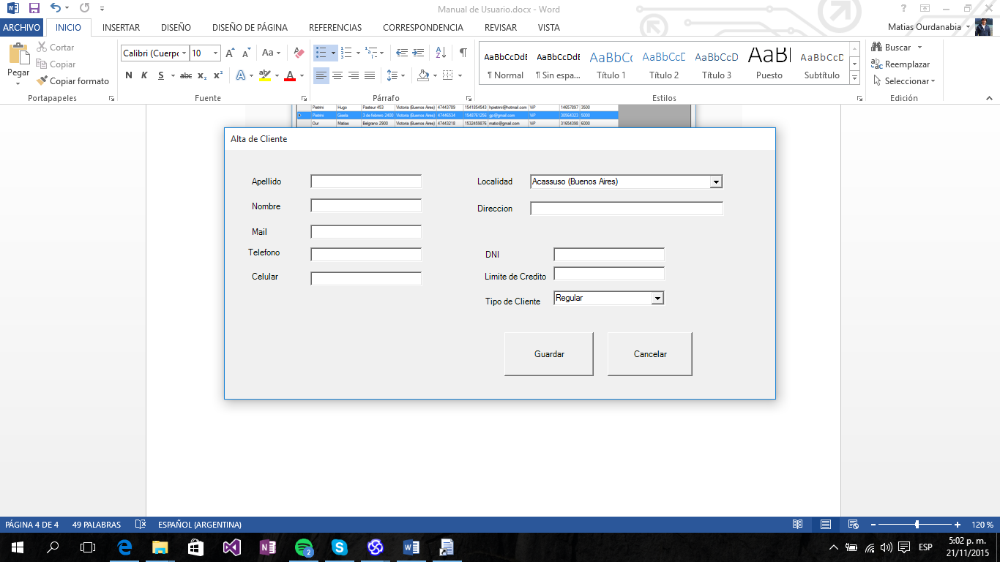 Manual de Usuario.docx - Word
ARCHIVO INICIO INSERTAR DISEÑO DISEÑO DE PÁGINA REFERENCIAS CORRESPONDENCIA REVISAR VISTA Matias Ourdanabia
Pegar
Cortar
Copiar
Copiar formato
Portapapeles
Calibri (Cuerpo 10
N K S abc x₂ x²
Aa
A A
Fuente
Párrafo
AaBbCcDdE AaBbCcDdE AaBbCc AaBbCcD AaBbCcD AaBl AaBbCcD
¶ Normal ¶ Sin espa... Título 1 Título 2 Título 3 Puesto Subtítulo
Estilos
Buscar
Reemplazar
Seleccionar
Edición
Pietrini Hugo Pasteur 453 Victoria (Buenos Aires) 47443789 1541854543 hpietrini@hotmail.com VIP 14657897 3500
Pietrini Gisela 3 de febrero 2400 Victoria (Buenos Aires) 47446534 1548761256 gp@gmail.com VIP 30564323 5000
Our Matias Belgrano 2900 Victoria (Buenos Aires) 47443218 1532459876 matio@gmail.com VIP 31654398 6000
Alta de Cliente
Apellido
Nombre
Mail
Telefono
Celular
Localidad Acassuso (Buenos Aires)
Direccion
DNI
Limite de Credito
Tipo de Cliente Regular
Guardar Cancelar
PÁGINA 4 DE 4 49 PALABRAS ESPAÑOL (ARGENTINA) 120 %
2
ESP
5:02 p. m.
21/11/2015